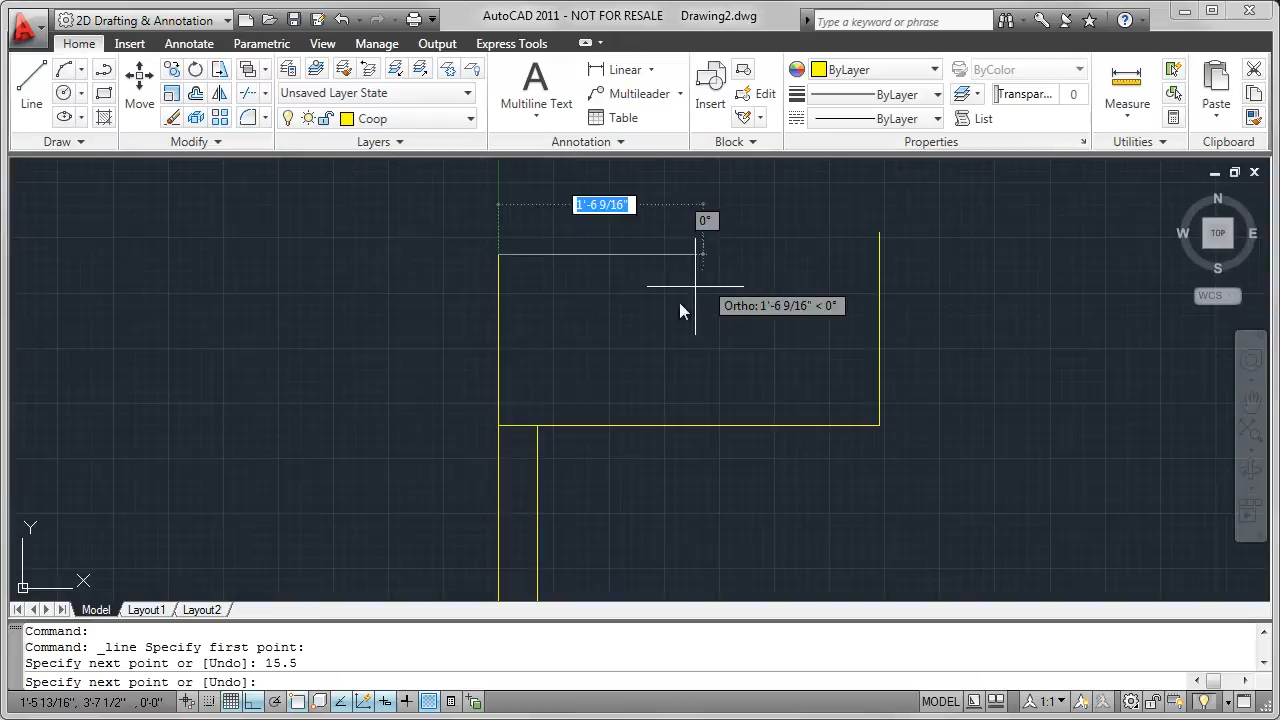 2D Drafting & Annotation
AutoCAD 2011 - NOT FOR RESALE Drawing2.dwg
Type a keyword or phrase
Home Insert Annotate Parametric View Manage Output Express Tools
Line
Move
Unsaved Layer State
Coop
Multiline Text
Linear
Multileader
Table
Insert
Edit
ByLayer
ByLayer
ByLayer
ByColor
Transpar... 0
List
Measure
Paste
Draw Modify Layers Annotation Block Properties Utilities Clipboard
1'-6 9/16"
0°
Ortho: 1'-6 9/16" < 0°
N
W TOP E
S
WCS
Y
X
Model Layout1 Layout2
Command:
Command: _line Specify first point:
Specify next point or [Undo]: 15.5
Specify next point or [Undo]:
1'-5 13/16", 3'-7 1/2", 0'-0"
MODEL
1:1